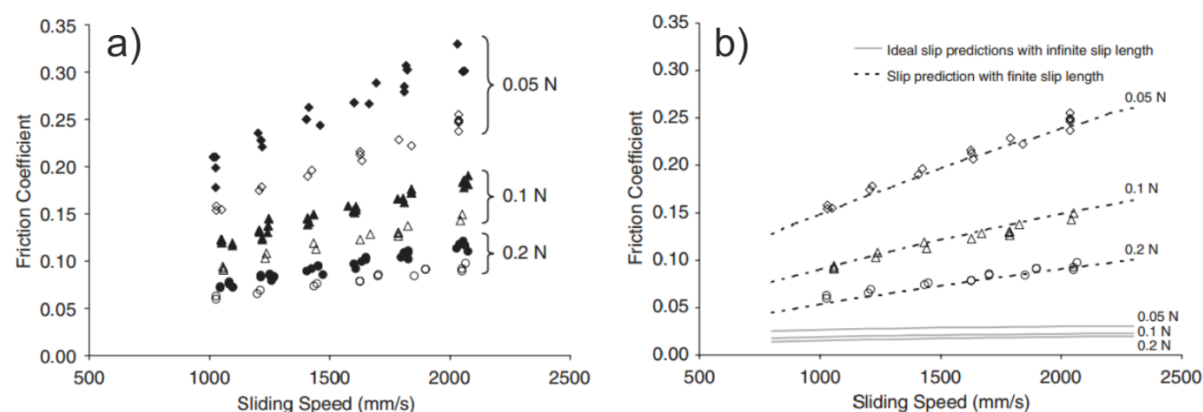 a)
Friction Coefficient
0.35
0.30
0.25
0.20
0.15
0.10
0.05
0.00
0.05 N
0.1 N
0.2 N
500
1000
1500
2000
2500
Sliding Speed (mm/s)
b)
Friction Coefficient
0.35
0.30
0.25
0.20
0.15
0.10
0.05
0.00
Ideal slip predictions with infinite slip length
Slip prediction with finite slip length
0.05 N
0.1 N
0.2 N
0.05 N
0.1 N
0.2 N
500
1000
1500
2000
2500
Sliding Speed (mm/s)